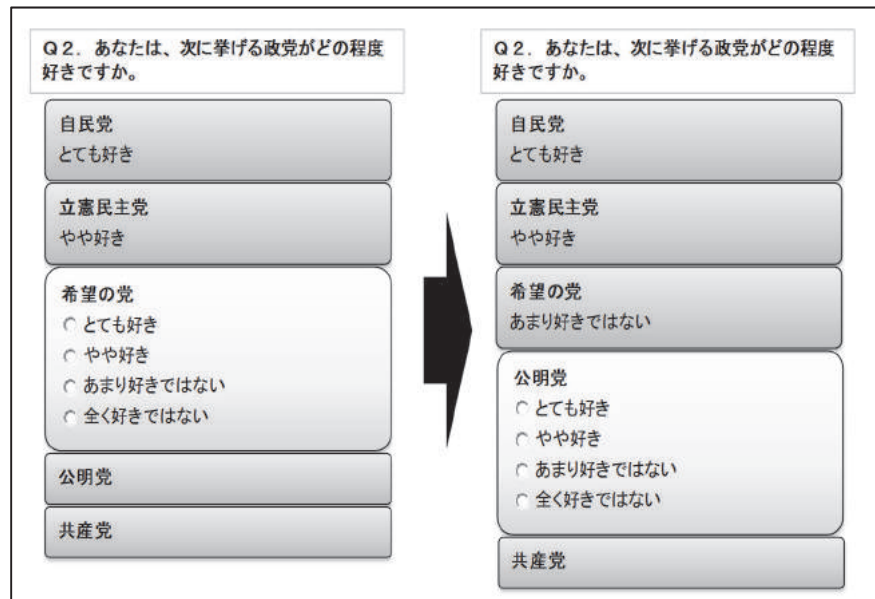 Q2．あなたは、次に挙げる政党がどの程度
好きですか。
自民党
とても好き
立憲民主党
やや好き
希望の党
とても好き
やや好き
あまり好きではない
全く好きではない
公明党
共産党
Q2．あなたは、次に挙げる政党がどの程度
好きですか。
自民党
とても好き
立憲民主党
やや好き
希望の党
あまり好きではない
公明党
とても好き
やや好き
あまり好きではない
全く好きではない
共産党